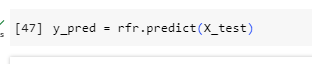 [47] y_pred = rfr.predict(X_test)
s